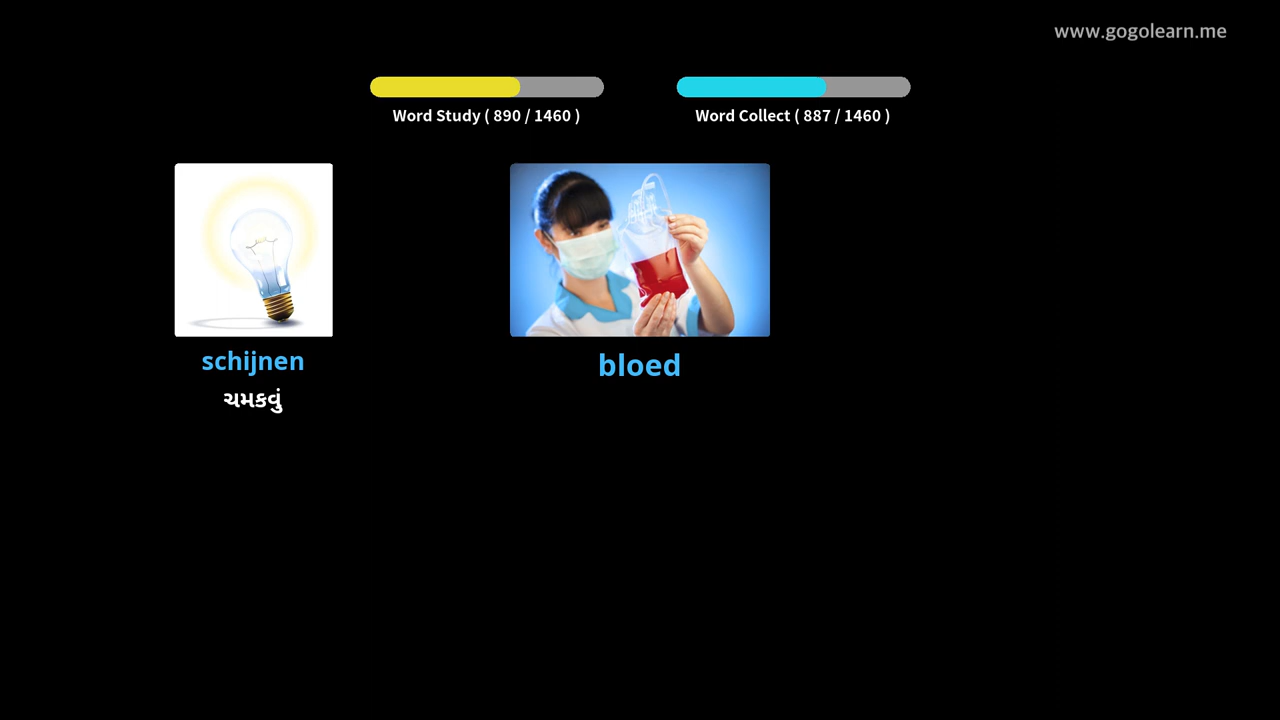 www.gogolearn.me
Word Study ( 890 / 1460 )
Word Collect ( 887 / 1460 )
schijnen
ચમકવું
bloed